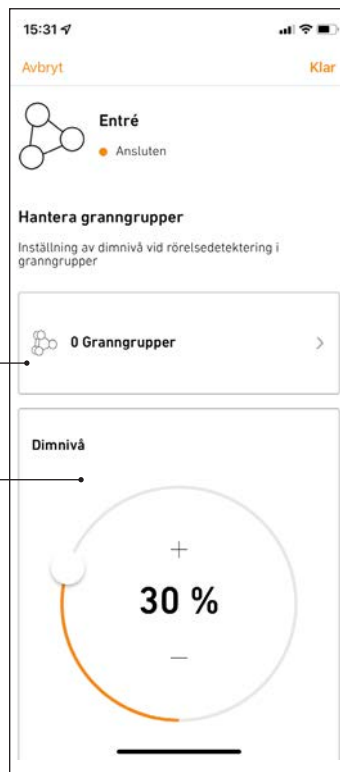 15:31
Avbryt
Klar
Entré
Ansluten
Hantera granngrupper
Inställning av dimnivå vid rörelsedetektering i
granngrupper
0 Granngrupper
Dimnivå
+
30 %
—